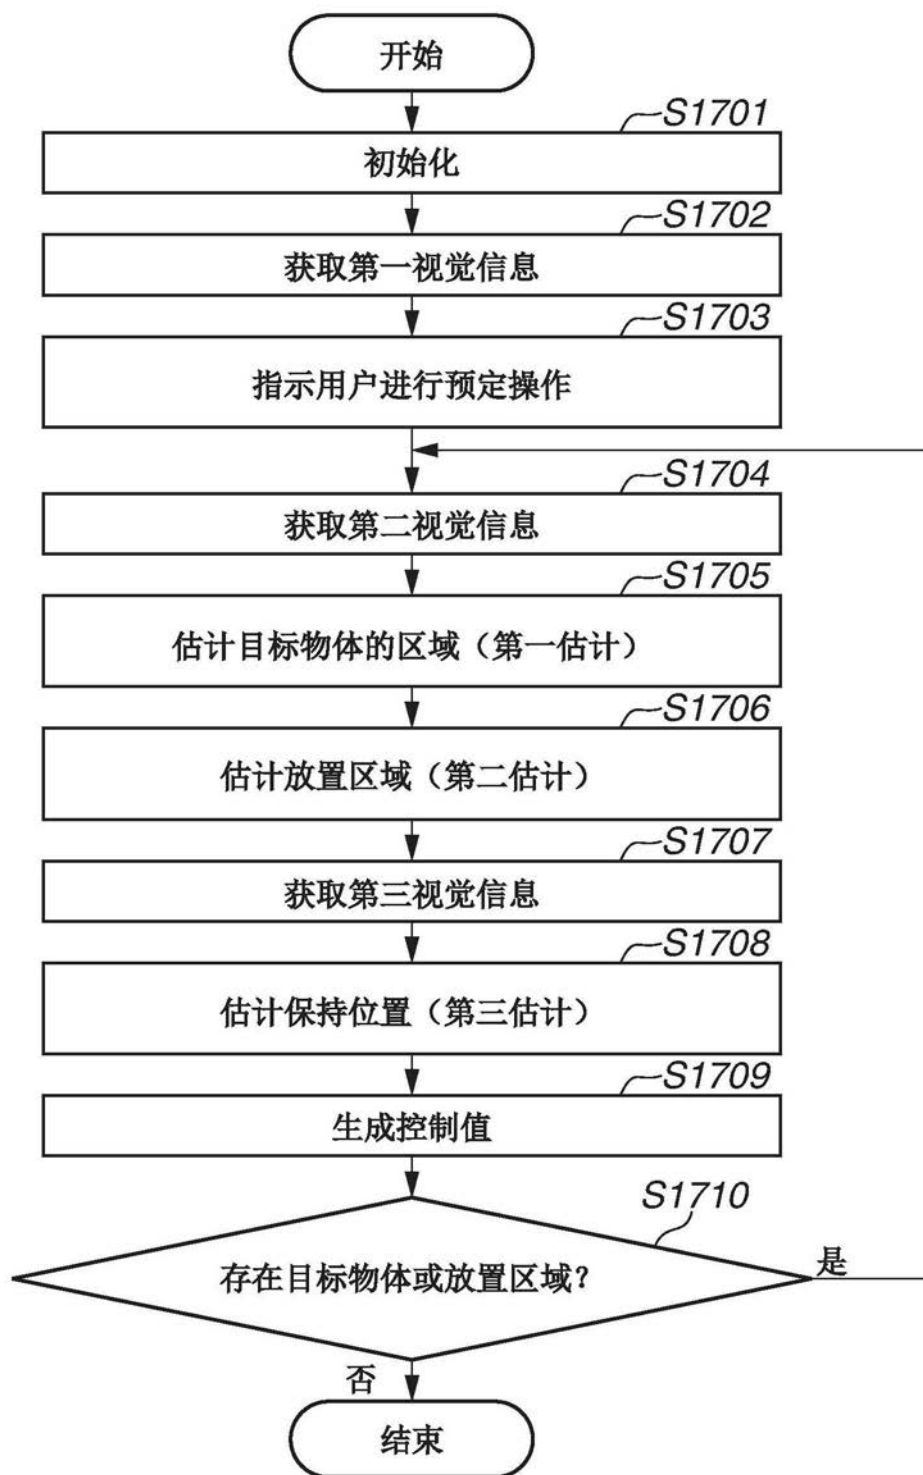 开始
S1701
初始化
S1702
获取第一视觉信息
S1703
指示用户进行预定操作
S1704
获取第二视觉信息
S1705
估计目标物体的区域（第一估计）
S1706
估计放置区域（第二估计）
S1707
获取第三视觉信息
S1708
估计保持位置（第三估计）
S1709
生成控制值
S1710
存在目标物体或放置区域?
是
否
结束